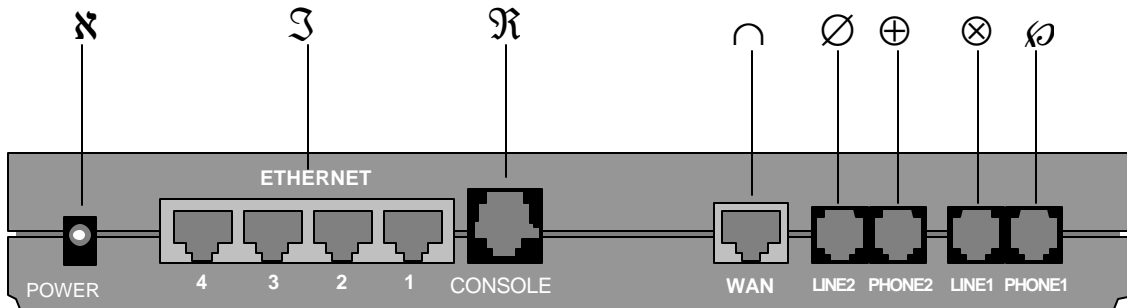 ℵ ℑ ℜ ∩ ∅ ⊕ ⊗ ℘
ETHERNET
POWER 4 3 2 1 CONSOLE WAN LINE2 PHONE2 LINE1 PHONE1